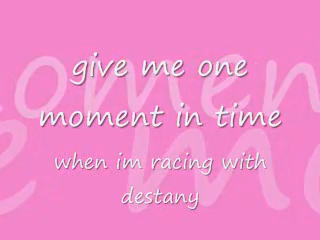 give me one
moment in time
when im racing with
destany